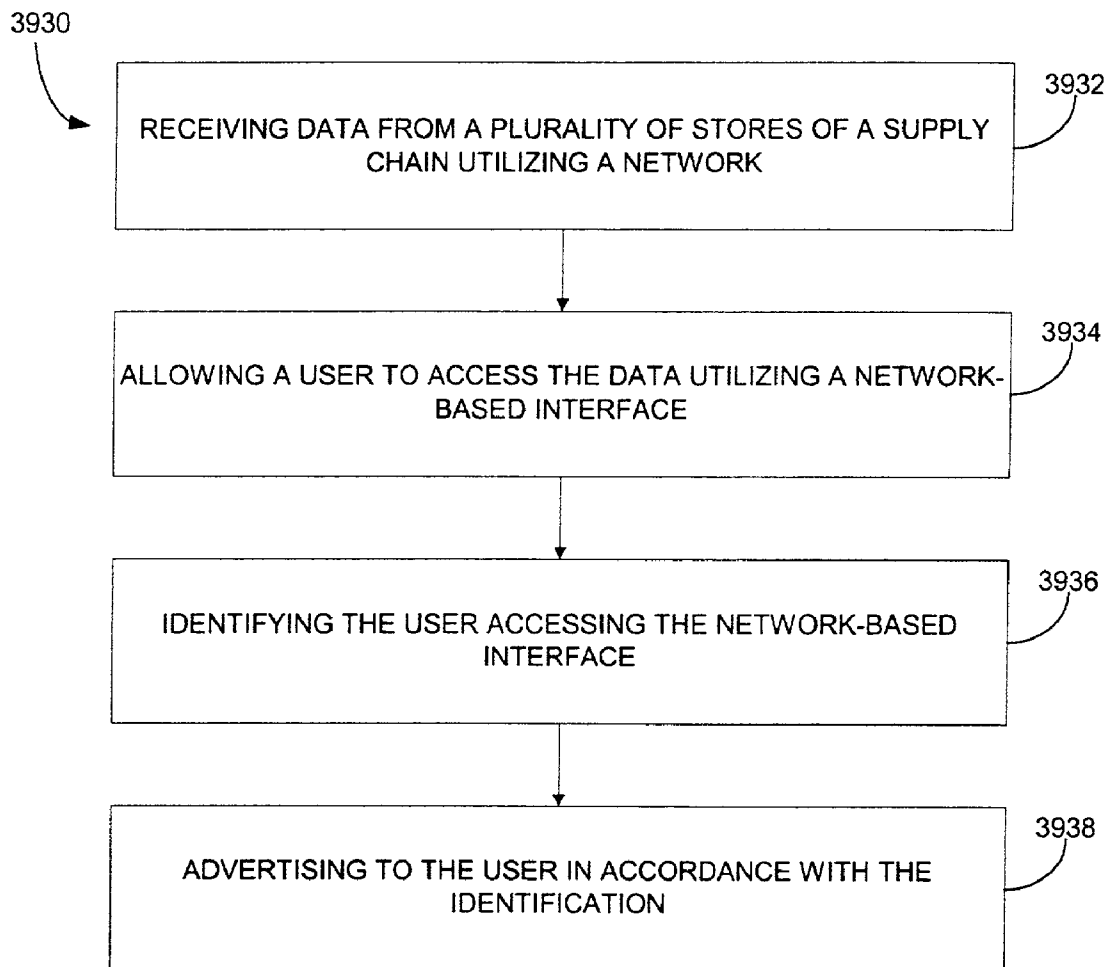 3930
3932
RECEIVING DATA FROM A PLURALITY OF STORES OF A SUPPLY
CHAIN UTILIZING A NETWORK
3934
ALLOWING A USER TO ACCESS THE DATA UTILIZING A NETWORK-
BASED INTERFACE
3936
IDENTIFYING THE USER ACCESSING THE NETWORK-BASED
INTERFACE
3938
ADVERTISING TO THE USER IN ACCORDANCE WITH THE
IDENTIFICATION